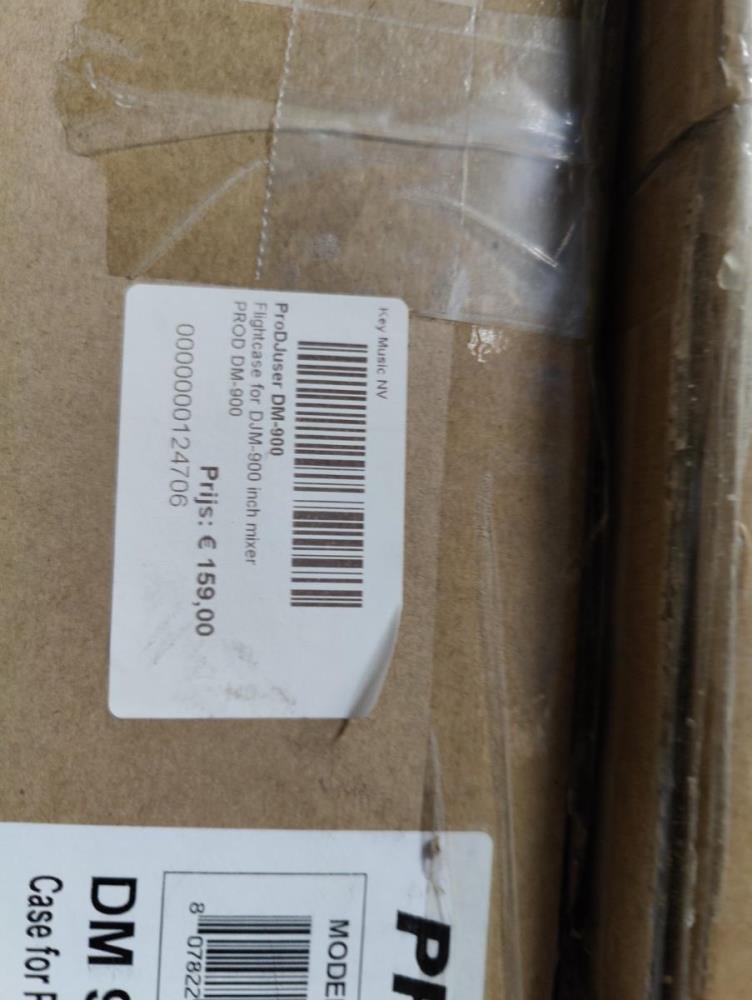 Key Music NV
ProDJuser DM-900
Flightcase for DJM-900 inch mixer
PROD DM-900
Prijs: € 159,00
0000000124706
MODE
8 07822
DM
Case for